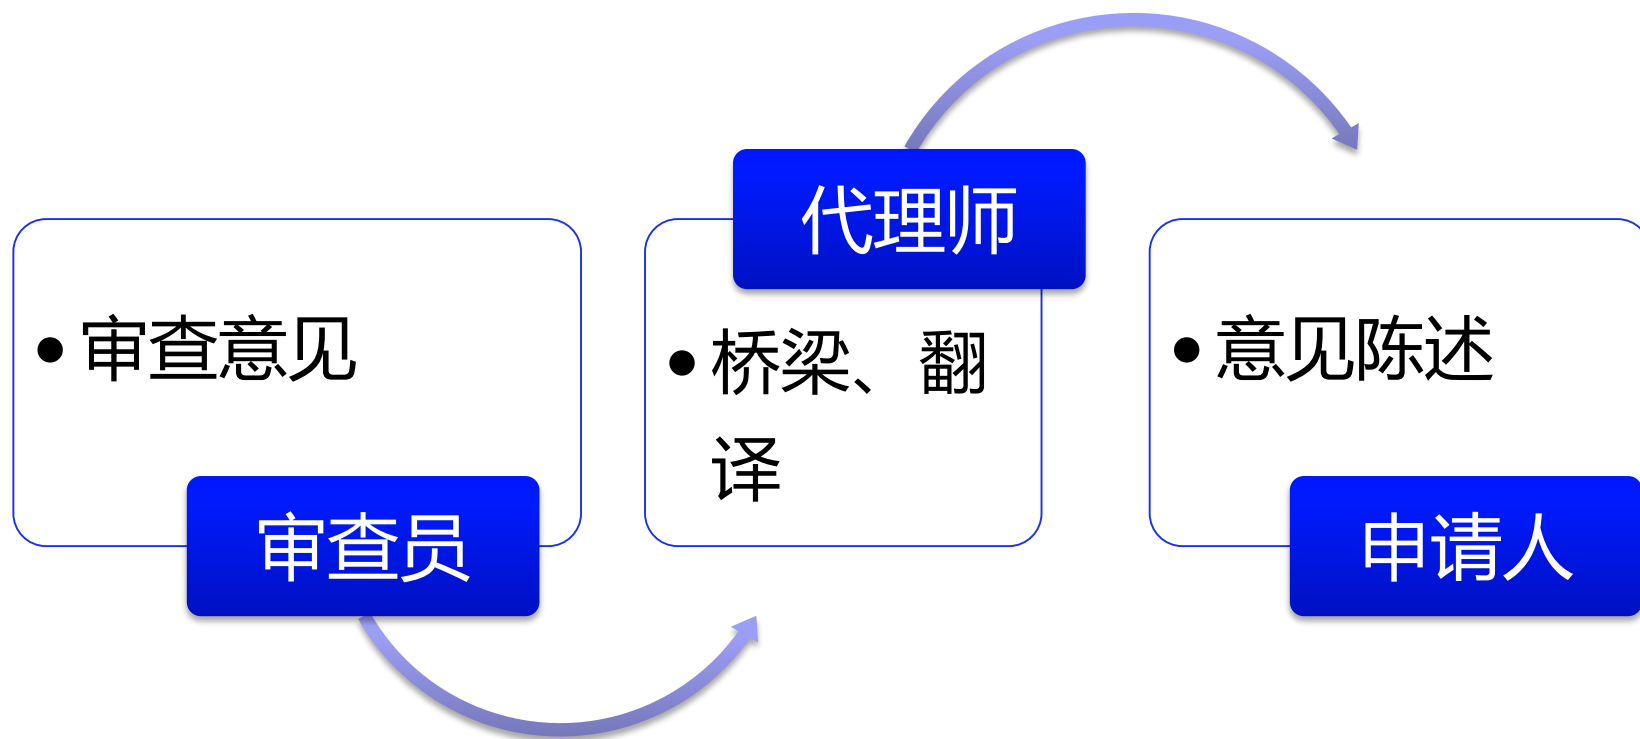 • 审查意见
审查员
代理师
• 桥梁、翻
译
• 意见陈述
申请人